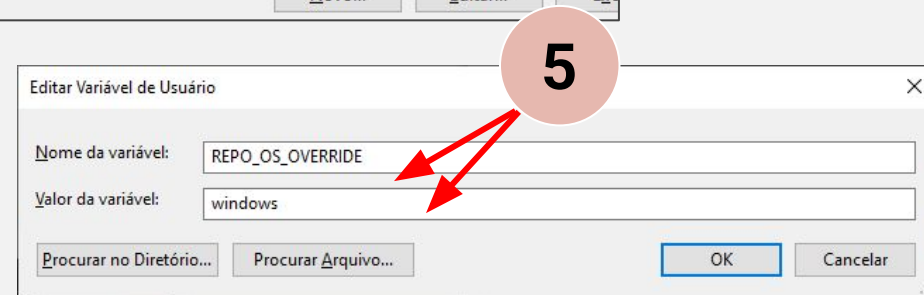 5
Editar Variável de Usuário
Nome da variável: REPO_OS_OVERRIDE
Valor da variável: windows
Procurar no Diretório... Procurar Arquivo... OK Cancelar